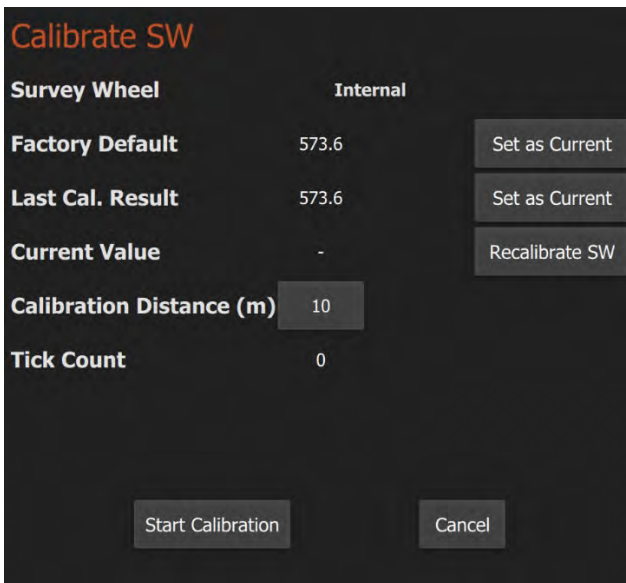 Calibrate SW
Survey Wheel Internal
Factory Default 573.6 Set as Current
Last Cal. Result 573.6 Set as Current
Current Value - Recalibrate SW
Calibration Distance (m) 10
Tick Count 0
Start Calibration Cancel